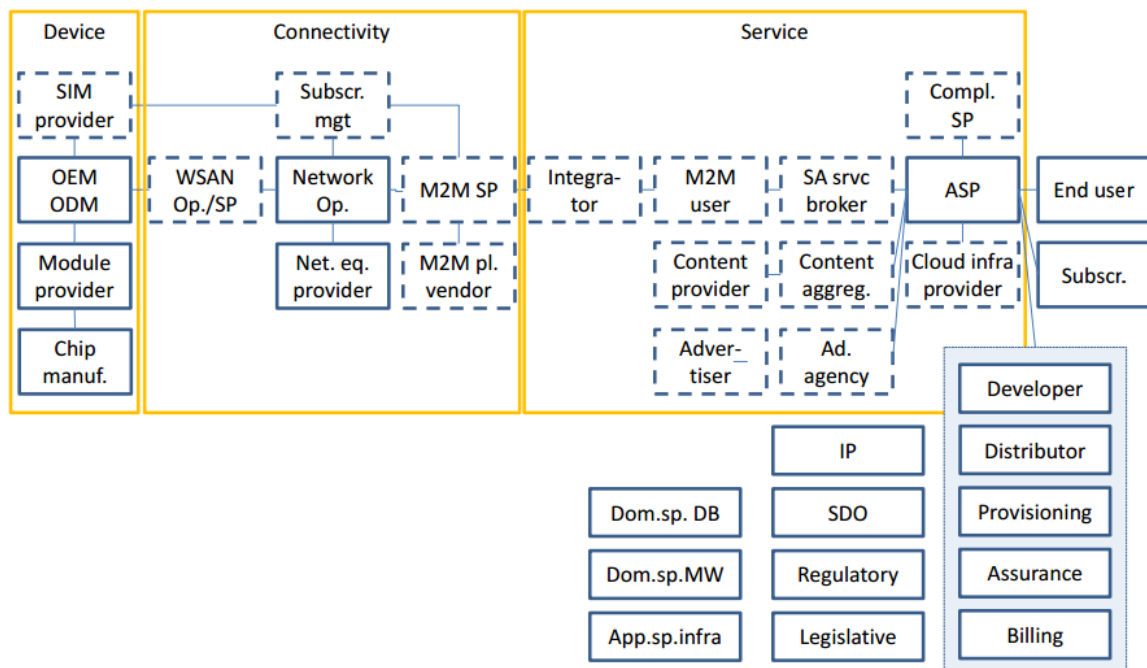 Device
Connectivity
Service
SIM
provider
Subscr.
mgt
Compl.
SP
OEM
ODM
WSAN
Op./SP
Network
Op.
M2M SP
Integra-
tor
M2M
user
SA srvc
broker
ASP
End user
Module
provider
Net. eq.
provider
M2M pl.
vendor
Content
provider
Content
aggreg.
Cloud infra
provider
Subscr.
Chip
manuf.
Adver-
tiser
Ad.
agency
Developer
IP
Distributor
Dom.sp. DB
SDO
Provisioning
Dom.sp.MW
Regulatory
Assurance
App.sp.infra
Legislative
Billing